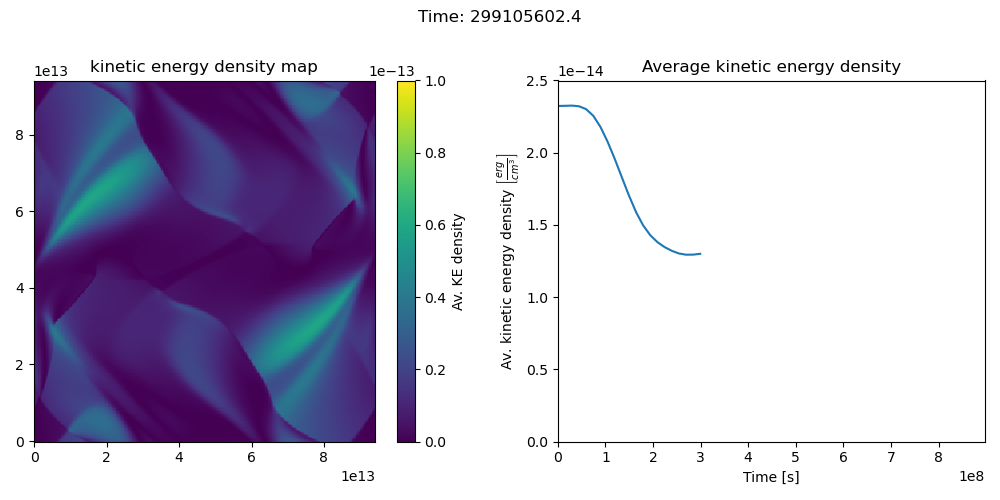 Time: 299105602.4
kinetic energy density map
1e13
1e−13
8
6
4
2
0
0 2 4 6 8
1e13
1.0
0.8
0.6
0.4
0.2
0.0
Av. KE density
Average kinetic energy density
1e−14
2.5
2.0
1.5
1.0
0.5
0.0
Av. kinetic energy density [erg/cm³]
0 1 2 3 4 5 6 7 8
Time [s]
1e8